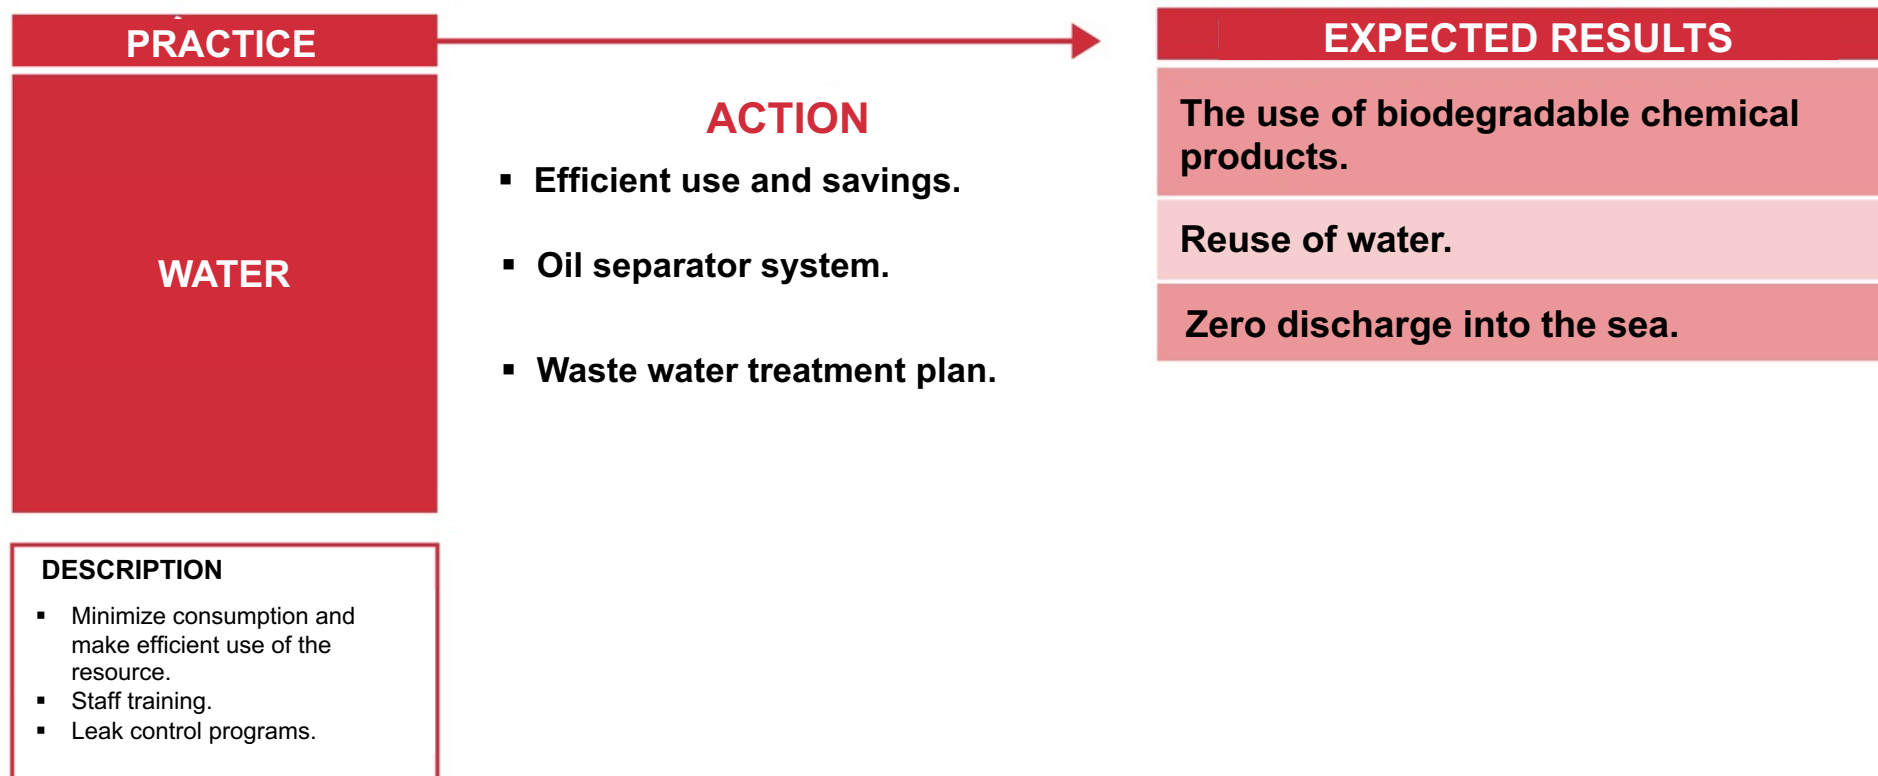 PRACTICE
WATER
DESCRIPTION
▪ Minimize consumption and
make efficient use of the
resource.
▪ Staff training.
▪ Leak control programs.
ACTION
▪ Efficient use and savings.
▪ Oil separator system.
▪ Waste water treatment plan.
EXPECTED RESULTS
The use of biodegradable chemical
products.
Reuse of water.
Zero discharge into the sea.